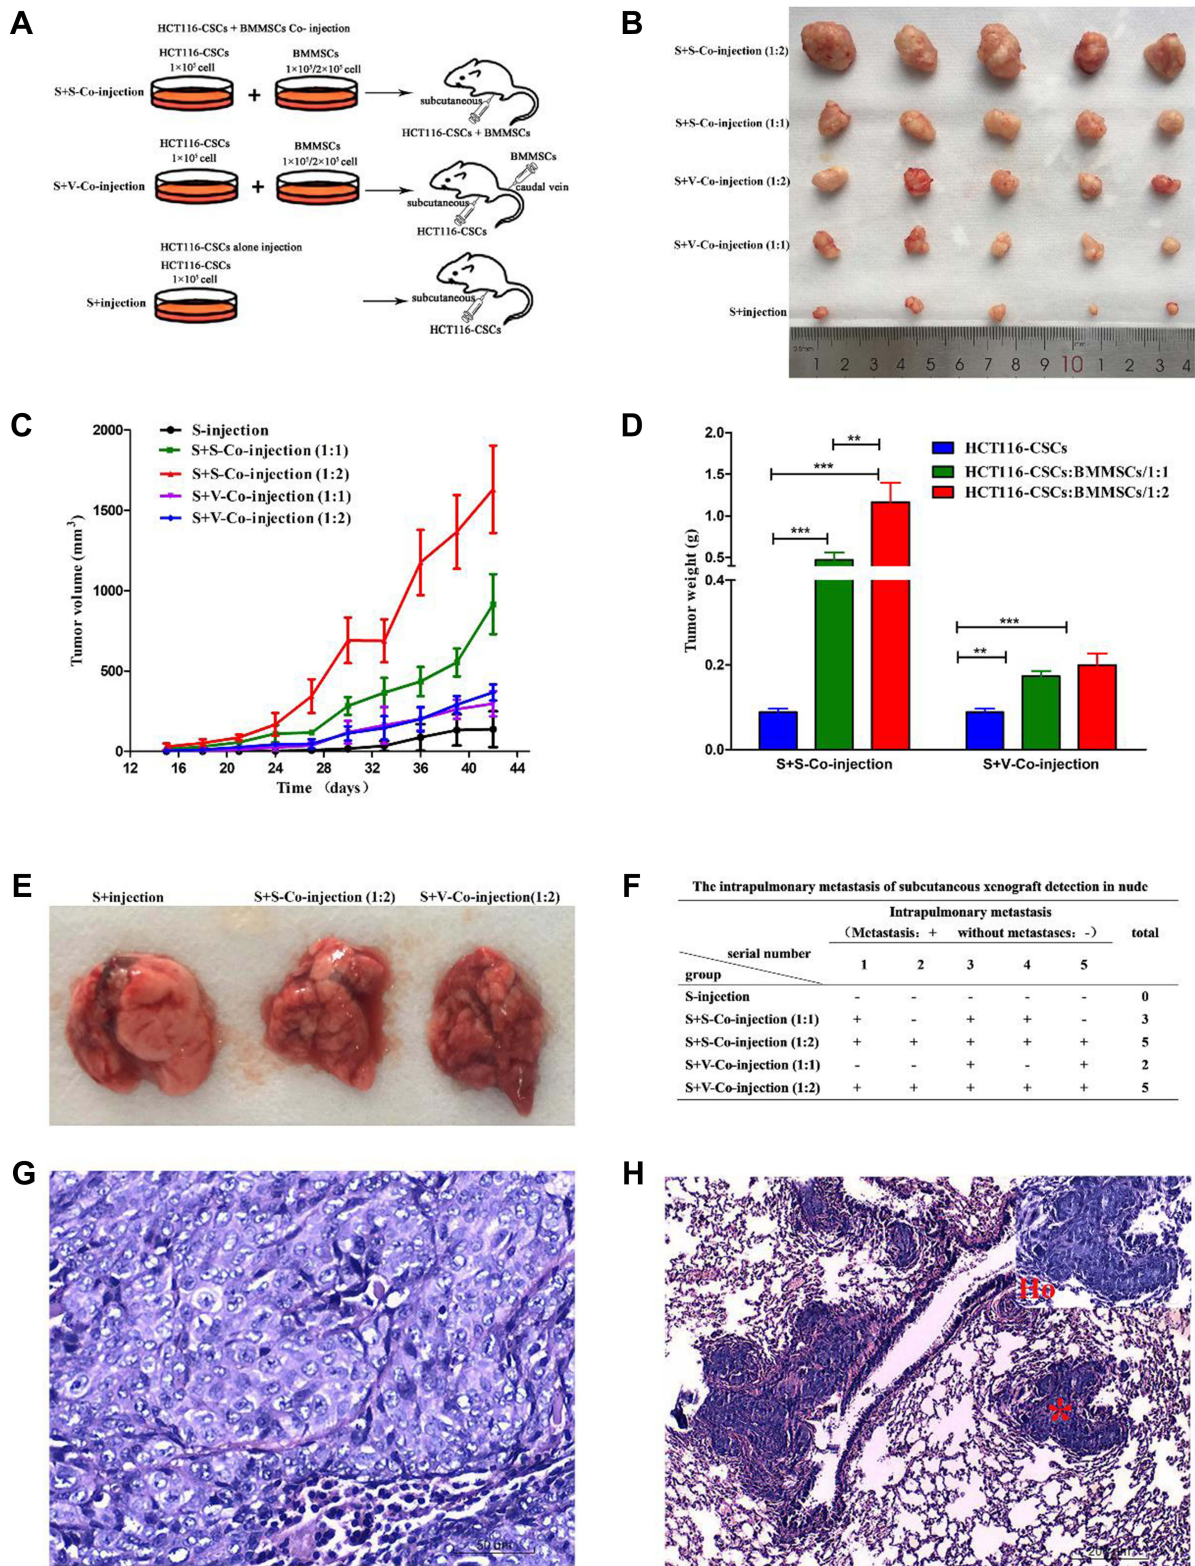 A
HCT116-CSCs + BMMSCs Co- injection
HCT116-CSCs
1×10⁵ cell
BMMSCs
1×10⁵/2×10⁵ cell
S+S-Co-injection
+
subcutaneous
HCT116-CSCs + BMMSCs
HCT116-CSCs
1×10⁵ cell
BMMSCs
1×10⁵/2×10⁵ cell
S+V-Co-injection
+
BMMSCs
caudal vein
subcutaneous
HCT116-CSCs
HCT116-CSCs alone injection
HCT116-CSCs
1×10⁵ cell
S+injection
subcutaneous
HCT116-CSCs
B
S+S-Co-injection (1:2)
S+S-Co-injection (1:1)
S+V-Co-injection (1:2)
S+V-Co-injection (1:1)
S+injection
1 2 3 4 5 6 7 8 9 10 1 2 3 4
C
S-injection
S+S-Co-injection (1:1)
S+S-Co-injection (1:2)
S+V-Co-injection (1:1)
S+V-Co-injection (1:2)
Tumor volume (mm³)
2000
1500
1000
500
0
12 16 20 24 28 32 36 40 44
Time (days)
D
HCT116-CSCs
HCT116-CSCs:BMMSCs/1:1
HCT116-CSCs:BMMSCs/1:2
Tumor weight (g)
2.0
1.5
1.0
0.5
0.4
0.2
0.0
**
***
***
***
**
S+S-Co-injection S+V-Co-injection
E
S+injection S+S-Co-injection (1:2) S+V-Co-injection(1:2)
F
The intrapulmonary metastasis of subcutaneous xenograft detection in nude
Intrapulmonary metastasis
(Metastasis: + without metastases: -) total
serial number
group
1 2 3 4 5
S-injection - - - - - 0
S+S-Co-injection (1:1) + - + + - 3
S+S-Co-injection (1:2) + + + + + 5
S+V-Co-injection (1:1) - - + - + 2
S+V-Co-injection (1:2) + + + + + 5
G
50 um
H
Ho
*